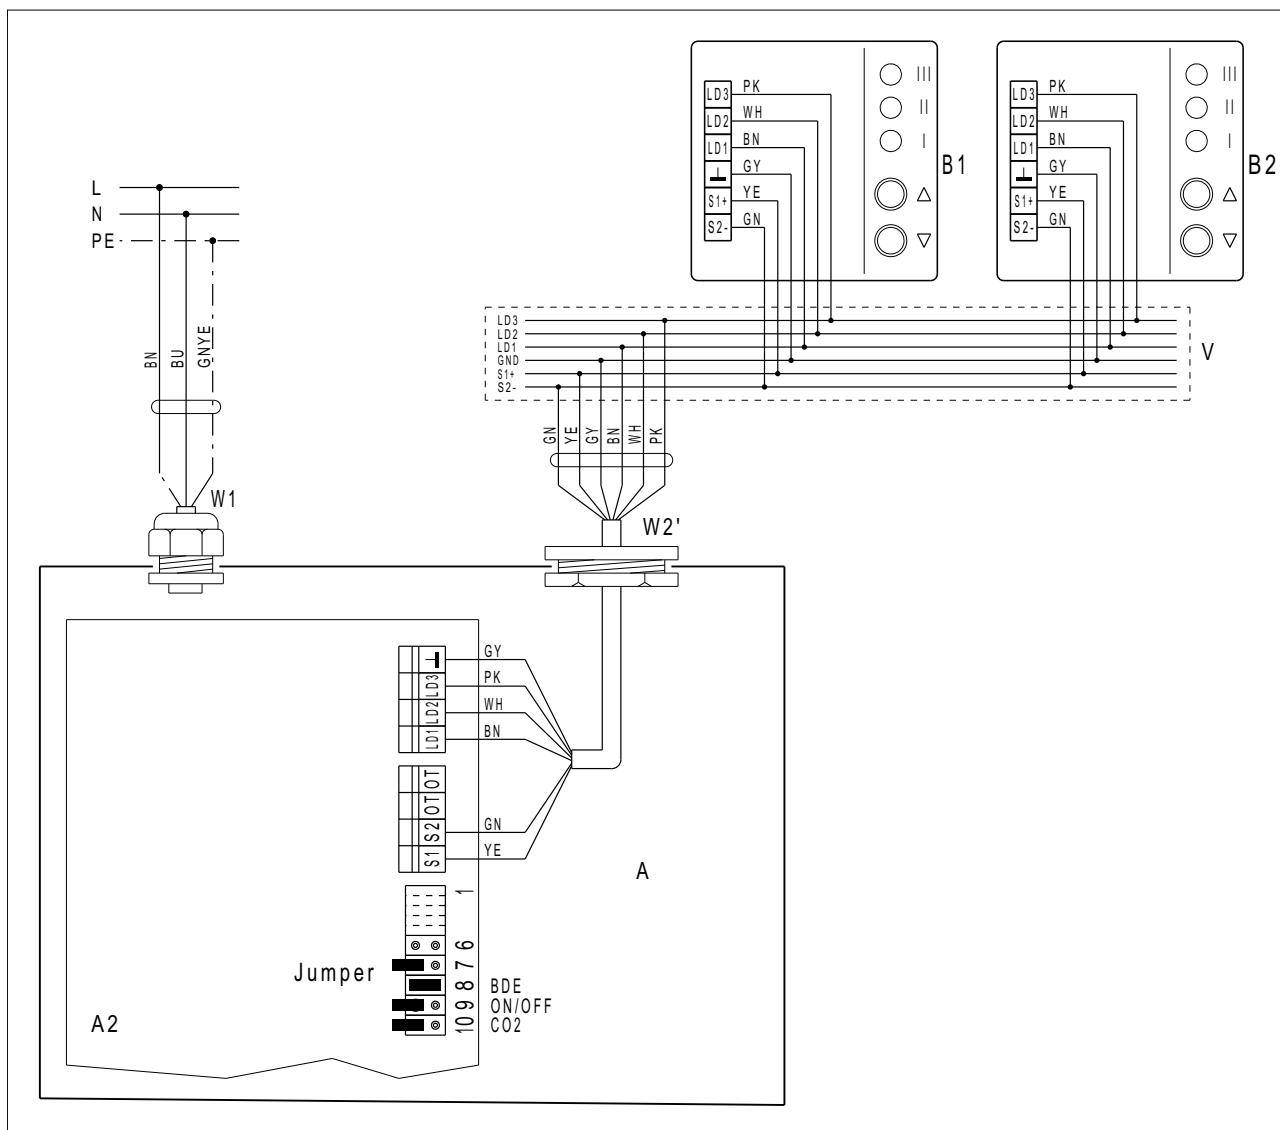 LD3 PK
LD2 WH
LD1 BN
GY
S1+ YE
S2- GN
III
II
I
B1
LD3 PK
LD2 WH
LD1 BN
GY
S1+ YE
S2- GN
III
II
I
B2
L
N
PE
BN BU GNYE
W1
LD3
LD2
LD1
GND
S1+
S2-
V
GN YE GY BN WH PK
W2'
GY
LD3 PK
LD2 WH
LD1 BN
OT
OT
S2 GN
S1 YE
A
1
6
Jumper 7
8 BDE
9 ON/OFF
10 CO2
A2